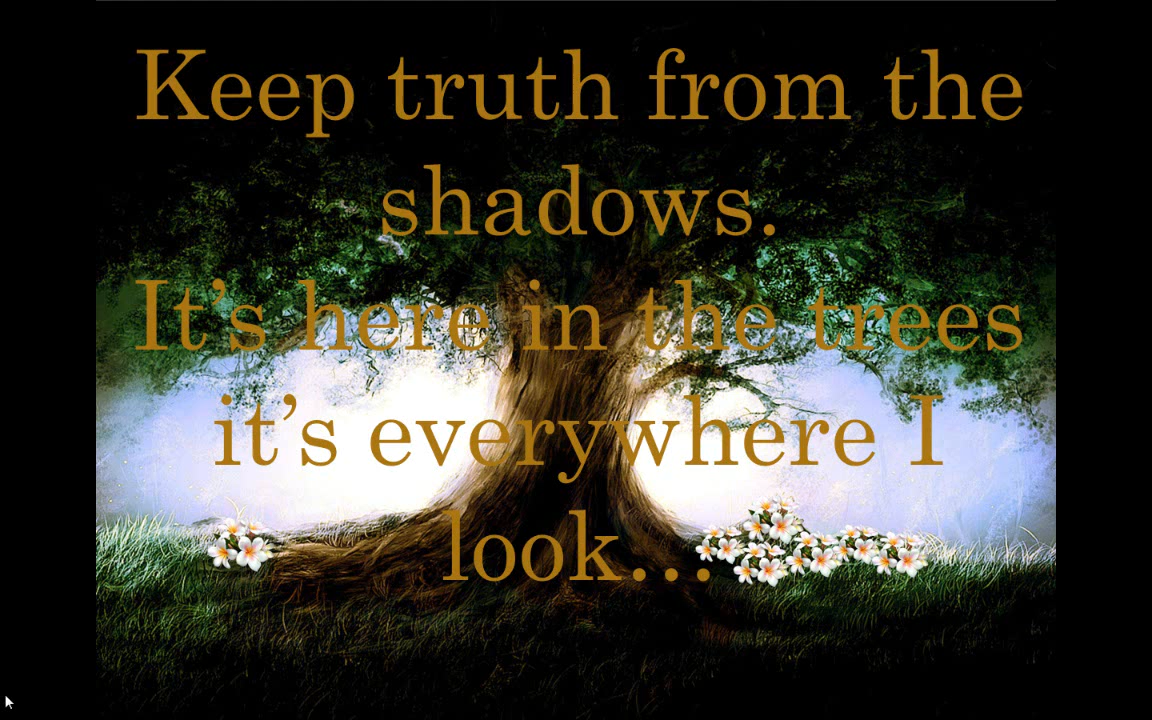 Keep truth from the
shadows.
It’s here in the trees
it’s everywhere I
look…